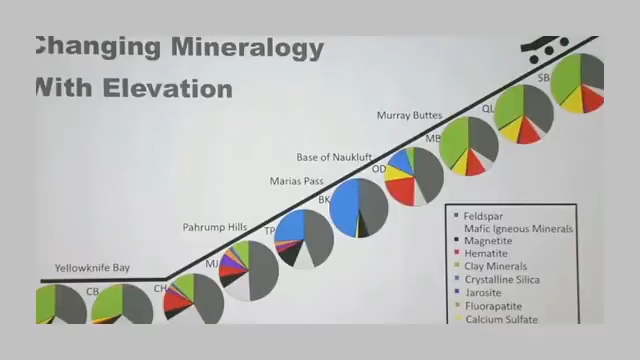 Changing Mineralogy
With Elevation
SB
QL
Murray Buttes
MB
Base of Naukluft
OD
Marias Pass
BK
Pahrump Hills
TP
MJ
Yellowknife Bay
CB
CH
Feldspar
Mafic Igneous Minerals
Magnetite
Hematite
Clay Minerals
Crystalline Silica
Jarosite
Fluorapatite
Calcium Sulfate